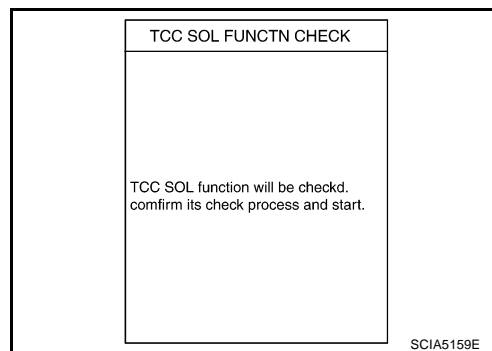 TCC SOL FUNCTN CHECK
TCC SOL function will be checkd.
comfirm its check process and start.
SCIA5159E